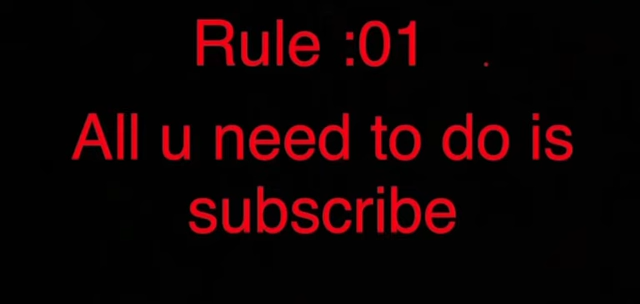 Rule :01
All u need to do is
subscribe